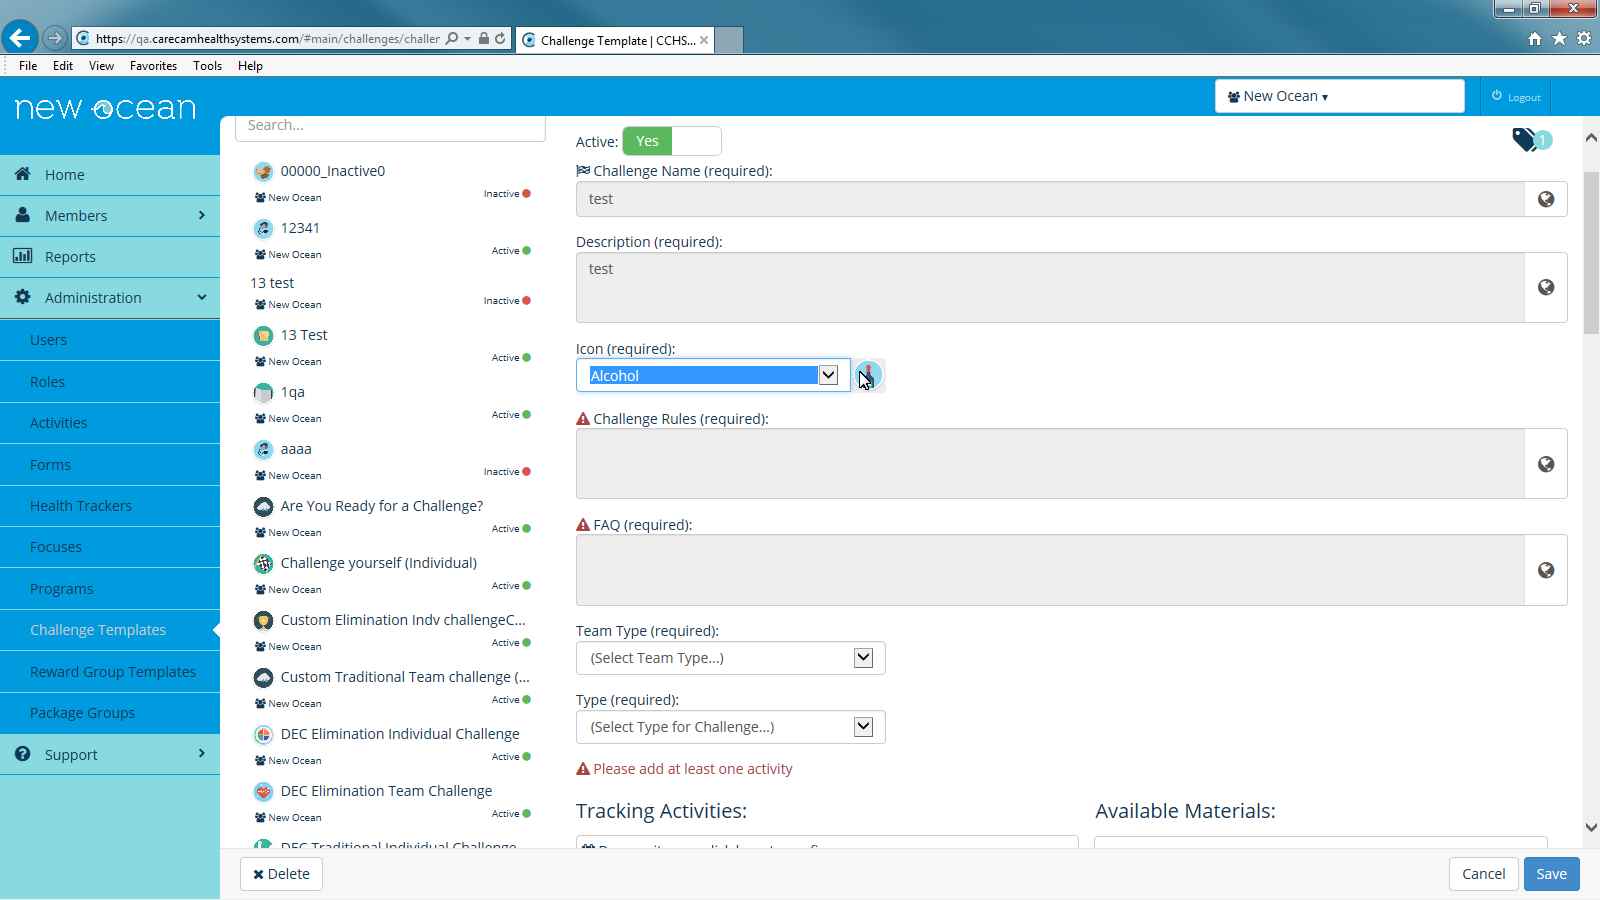 https://qa.carecamhealthsystems.com/#main/challenges/challer
Challenge Template | CCHS...
File Edit View Favorites Tools Help
new ocean
New Ocean
Logout
Home
Members
Reports
Administration
Users
Roles
Activities
Forms
Health Trackers
Focuses
Programs
Challenge Templates
Reward Group Templates
Package Groups
Support
Search...
00000_Inactive0
New Ocean Inactive
12341
New Ocean Active
13 test
New Ocean Inactive
13 Test
New Ocean Active
1qa
New Ocean Active
aaaa
New Ocean Inactive
Are You Ready for a Challenge?
New Ocean Active
Challenge yourself (Individual)
New Ocean Active
Custom Elimination Indv challengeC...
New Ocean Active
Custom Traditional Team challenge (...
New Ocean Active
DEC Elimination Individual Challenge
New Ocean Active
DEC Elimination Team Challenge
New Ocean Active
DEC Traditional Individual Challenge
Delete
Active: Yes
1
Challenge Name (required):
test
Description (required):
test
Icon (required):
Alcohol
Challenge Rules (required):
FAQ (required):
Team Type (required):
(Select Team Type...)
Type (required):
(Select Type for Challenge...)
Please add at least one activity
Tracking Activities:
Available Materials:
Cancel
Save